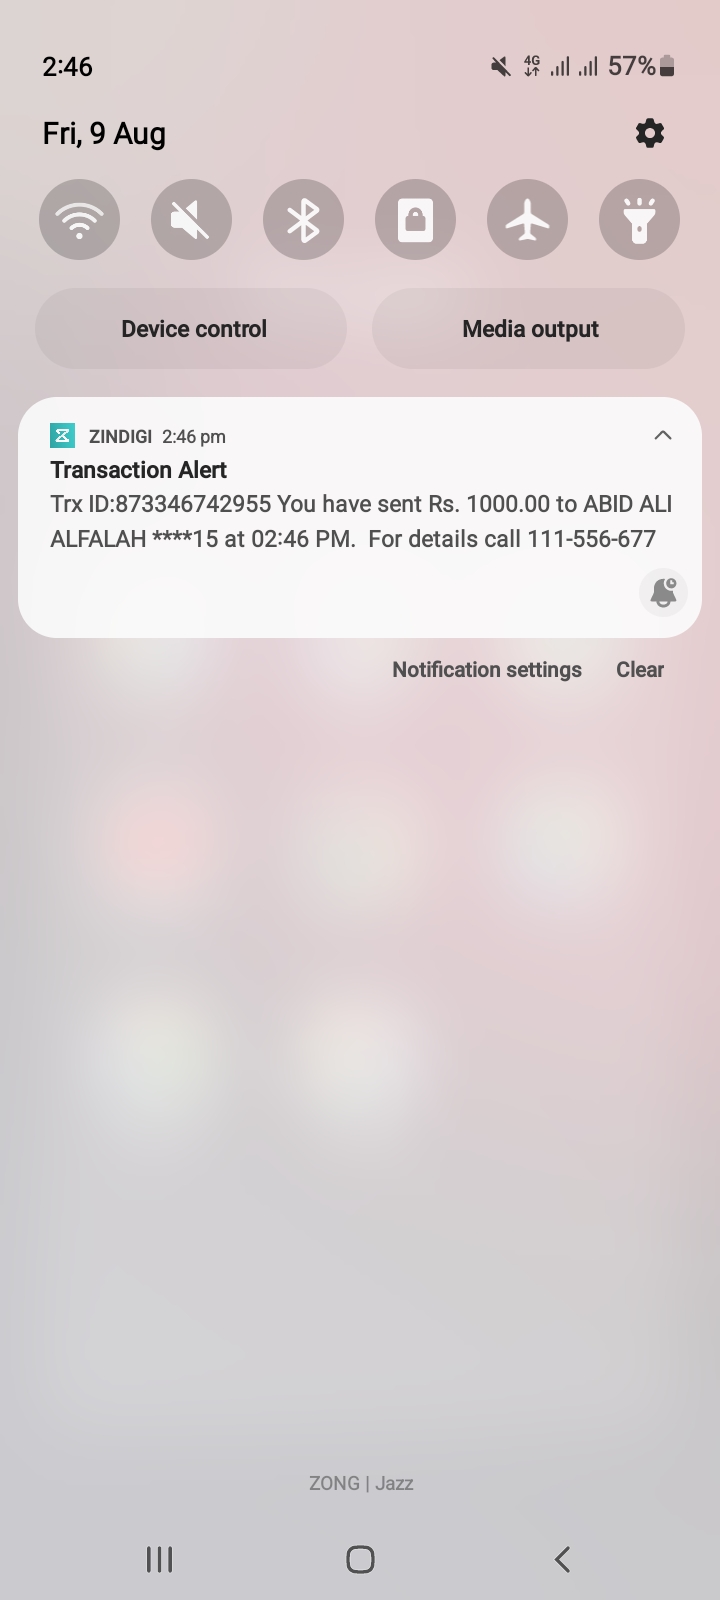 2:46
4G
57%
Fri, 9 Aug
Device control
Media output
ZINDIGI 2:46 pm
Transaction Alert
Trx ID:873346742955 You have sent Rs. 1000.00 to ABID ALI
ALFALAH ****15 at 02:46 PM.  For details call 111-556-677
Notification settings
Clear
ZONG | Jazz